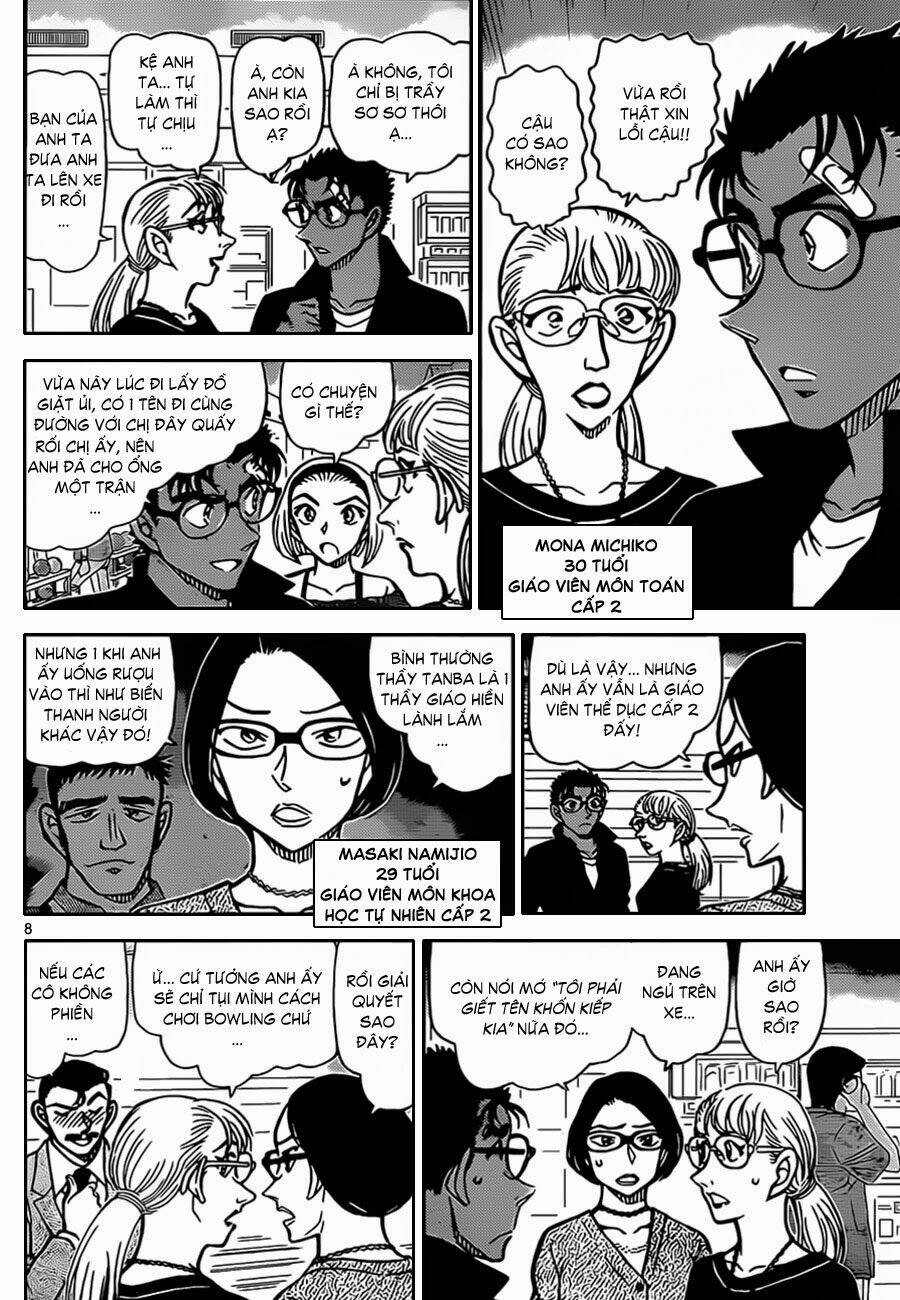 VỪA RỒI
THẬT XIN
LỖI CẬU!!
CẬU
CÓ SAO
KHÔNG?
MONA MICHIKO
30 TUỔI
GIÁO VIÊN MÔN TOÁN
CẤP 2
À KHÔNG, TÔI
CHỈ BỊ TRẦY
SƠ SƠ THÔI
Ạ...
À, CÒN
ANH KIA
SAO RỒI
Ạ?
KỆ ANH
TA... TỰ
LÀM THÌ
TỰ CHỊU
...
BẠN CỦA
ANH TA
ĐƯA ANH
TA LÊN XE
ĐI RỒI
...
CÓ CHUYỆN
GÌ THẾ?
VỪA NÃY LÚC ĐI LẤY ĐỒ
GIẶT ỦI, CÓ 1 TÊN ĐI CÙNG
ĐƯỜNG VỚI CHỊ ĐÂY QUẤY
RỐI CHỊ ẤY, NÊN
ANH ĐÃ CHO ỔNG
MỘT TRẬN
...
DÙ LÀ VẬY... NHƯNG
ANH ẤY VẪN LÀ GIÁO
VIÊN THỂ DỤC CẤP 2
ĐẤY!
BÌNH THƯỜNG
THẦY TANBA LÀ 1
THẦY GIÁO HIỀN
LÀNH LẮM
...
NHƯNG 1 KHI ANH
ẤY UỐNG RƯỢU
VÀO THÌ NHƯ BIẾN
THANH NGƯỜI
KHÁC VẬY ĐÓ!
MASAKI NAMIJIO
29 TUỔI
GIÁO VIÊN MÔN KHOA
HỌC TỰ NHIÊN CẤP 2
8
ANH ẤY
GIỜ
SAO
RỒI?
ĐANG
NGỦ TRÊN
XE...
CÒN NÓI MỚ "TÔI PHẢI
GIẾT TÊN KHỐN KIẾP
KIA" NỮA ĐÓ...
RỒI GIẢI
QUYẾT
SAO
ĐÂY?
Ừ... CỨ TƯỞNG ANH ẤY
SẼ CHỈ TỤI MÌNH CÁCH
CHƠI BOWLING CHỨ
...
NẾU CÁC
CÔ KHÔNG
PHIỀN
...